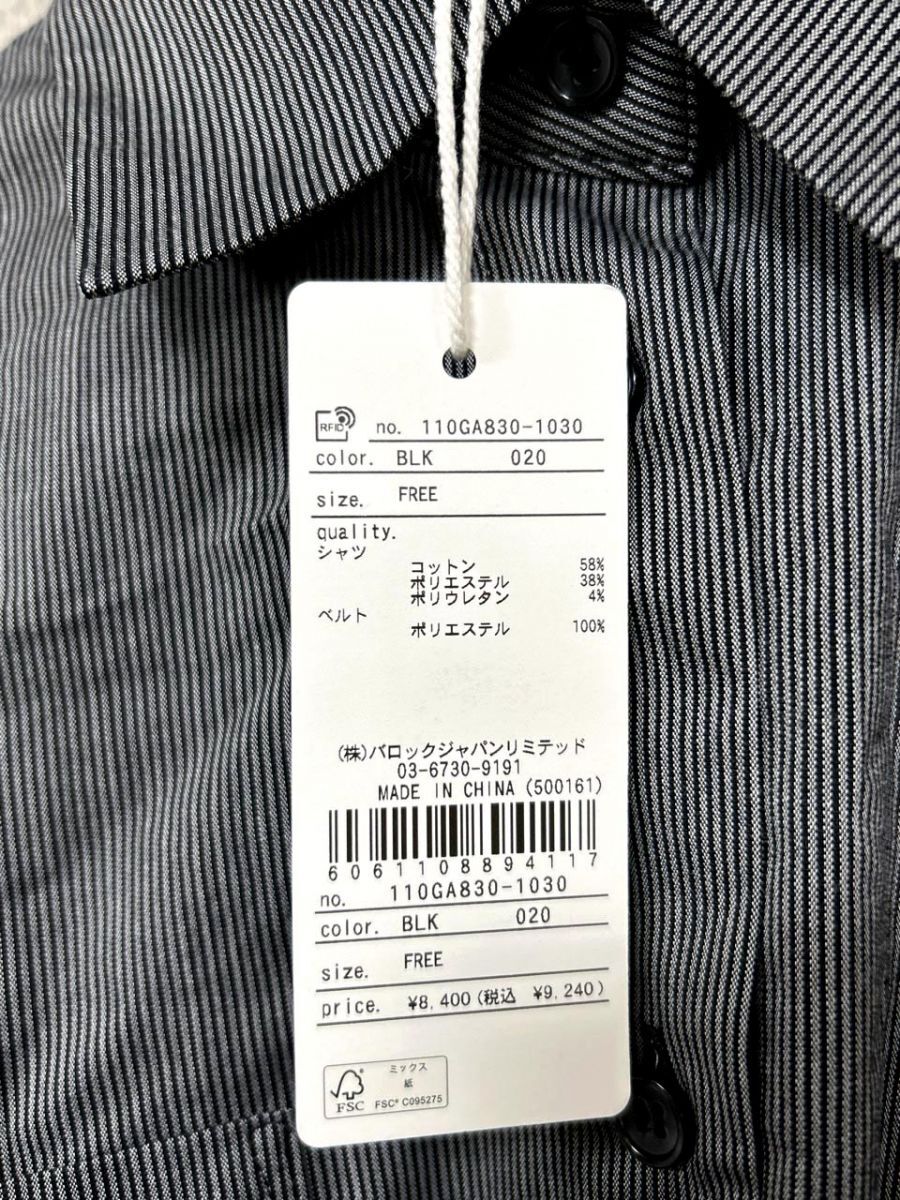 RFID no. 110GA830-1030
color. BLK 020
size. FREE
quality.
シャツ
コットン 58%
ポリエステル 38%
ポリウレタン 4%
ベルト
ポリエステル 100%
(株)バロックジャパンリミテッド
03-6730-9191
MADE IN CHINA (500161)
6061108894117
no. 110GA830-1030
color. BLK 020
size. FREE
price. ¥8,400(税込 ¥9,240)
ミックス
紙
FSC FSC® C095275